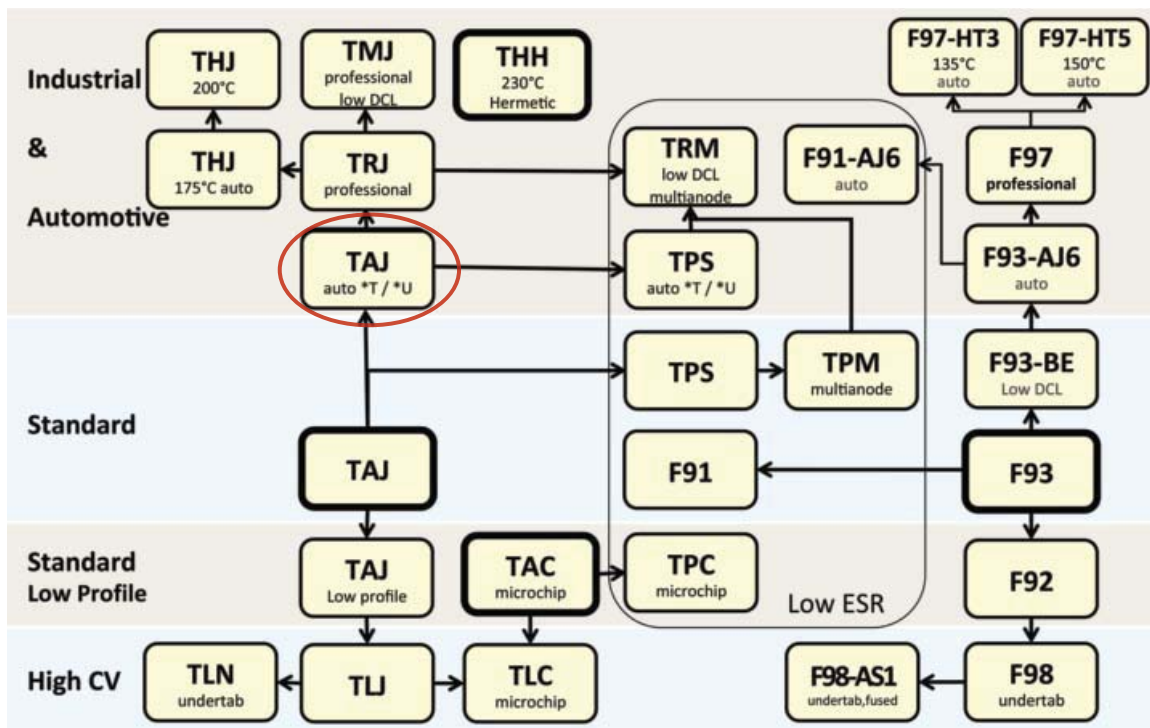 Industrial
&
Automotive
THJ
200°C
TMJ
professional
low DCL
THH
230°C
Hermetic
F97-HT3
135°C
auto
F97-HT5
150°C
auto
THJ
175°C auto
TRJ
professional
TRM
low DCL
multianode
F91-AJ6
auto
F97
professional
TAJ
auto *T / *U
TPS
auto *T / *U
F93-AJ6
auto
Standard
TPS
TPM
multianode
F93-BE
Low DCL
TAJ
F91
F93
Standard
Low Profile
TAJ
Low profile
TAC
microchip
TPC
microchip
Low ESR
F92
High CV
TLN
undertab
TLJ
TLC
microchip
F98-AS1
undertab,fused
F98
undertab